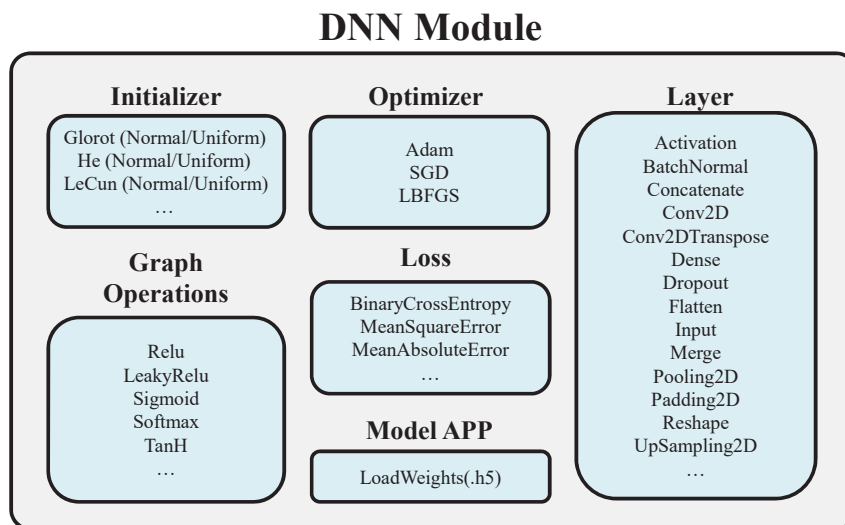 DNN Module
Initializer
Glorot (Normal/Uniform)
He (Normal/Uniform)
LeCun (Normal/Uniform)
…
Optimizer
Adam
SGD
LBFGS
Layer
Activation
BatchNormal
Concatenate
Conv2D
Conv2DTranspose
Dense
Dropout
Flatten
Input
Merge
Pooling2D
Padding2D
Reshape
UpSampling2D
…
Graph
Operations
Relu
LeakyRelu
Sigmoid
Softmax
TanH
…
Loss
BinaryCrossEntropy
MeanSquareError
MeanAbsoluteError
…
Model APP
LoadWeights(.h5)